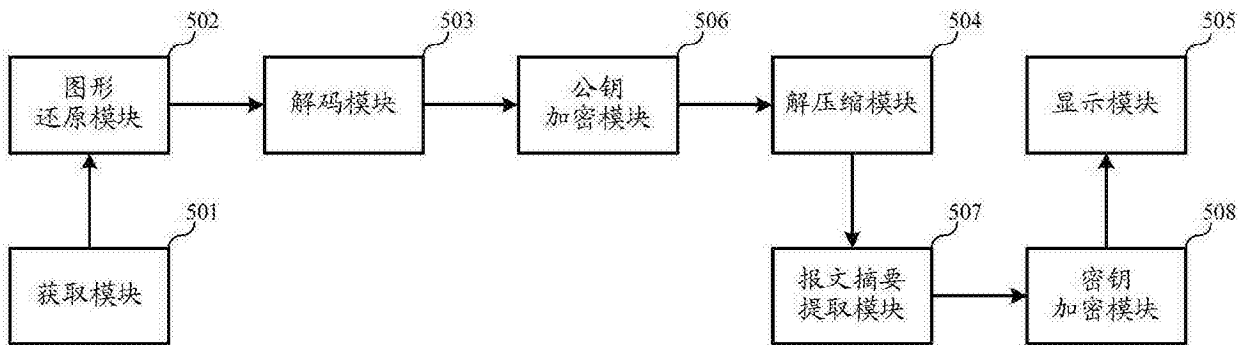 502
503
506
504
505
图形
还原模块
解码模块
公钥
加密模块
解压缩模块
显示模块
501
507
508
获取模块
报文摘要
提取模块
密钥
加密模块